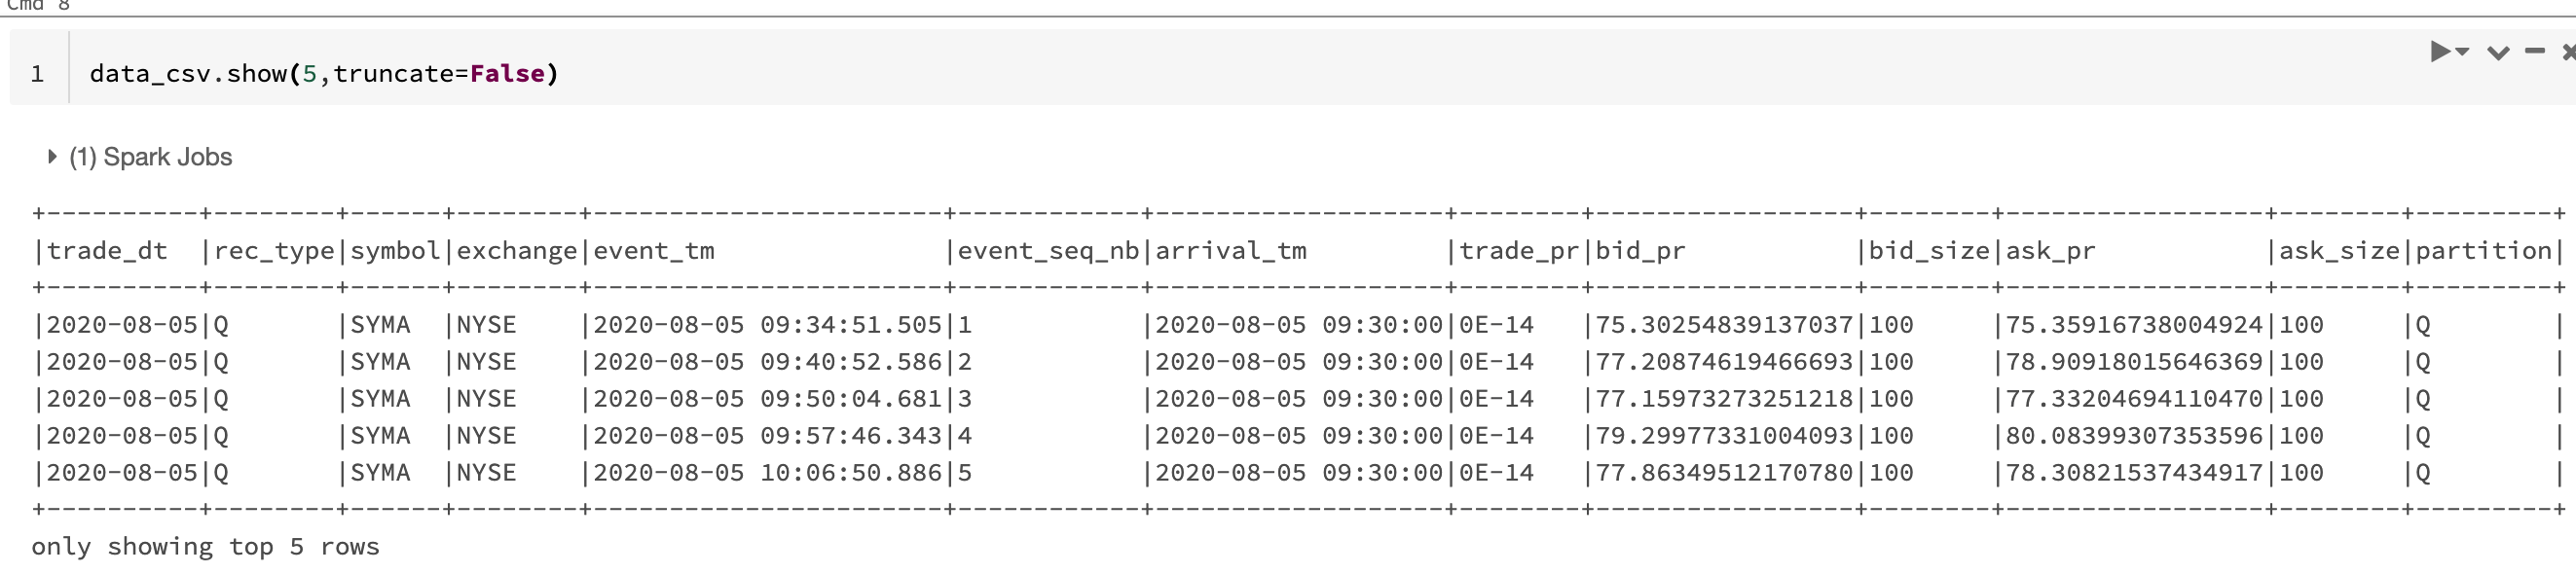 Cmd 8
1 data_csv.show(5,truncate=False)
(1) Spark Jobs
+----------+--------+------+--------+-----------------------+------------+-------------------+--------+-----------------+--------+-----------------+--------+---------+
|trade_dt  |rec_type|symbol|exchange|event_tm               |event_seq_nb|arrival_tm         |trade_pr|bid_pr           |bid_size|ask_pr           |ask_size|partition|
+----------+--------+------+--------+-----------------------+------------+-------------------+--------+-----------------+--------+-----------------+--------+---------+
|2020-08-05|Q       |SYMA  |NYSE    |2020-08-05 09:34:51.505|1           |2020-08-05 09:30:00|0E-14   |75.30254839137037|100     |75.35916738004924|100     |Q        |
|2020-08-05|Q       |SYMA  |NYSE    |2020-08-05 09:40:52.586|2           |2020-08-05 09:30:00|0E-14   |77.20874619466693|100     |78.90918015646369|100     |Q        |
|2020-08-05|Q       |SYMA  |NYSE    |2020-08-05 09:50:04.681|3           |2020-08-05 09:30:00|0E-14   |77.15973273251218|100     |77.33204694110470|100     |Q        |
|2020-08-05|Q       |SYMA  |NYSE    |2020-08-05 09:57:46.343|4           |2020-08-05 09:30:00|0E-14   |79.29977331004093|100     |80.08399307353596|100     |Q        |
|2020-08-05|Q       |SYMA  |NYSE    |2020-08-05 10:06:50.886|5           |2020-08-05 09:30:00|0E-14   |77.86349512170780|100     |78.30821537434917|100     |Q        |
+----------+--------+------+--------+-----------------------+------------+-------------------+--------+-----------------+--------+-----------------+--------+---------+
only showing top 5 rows